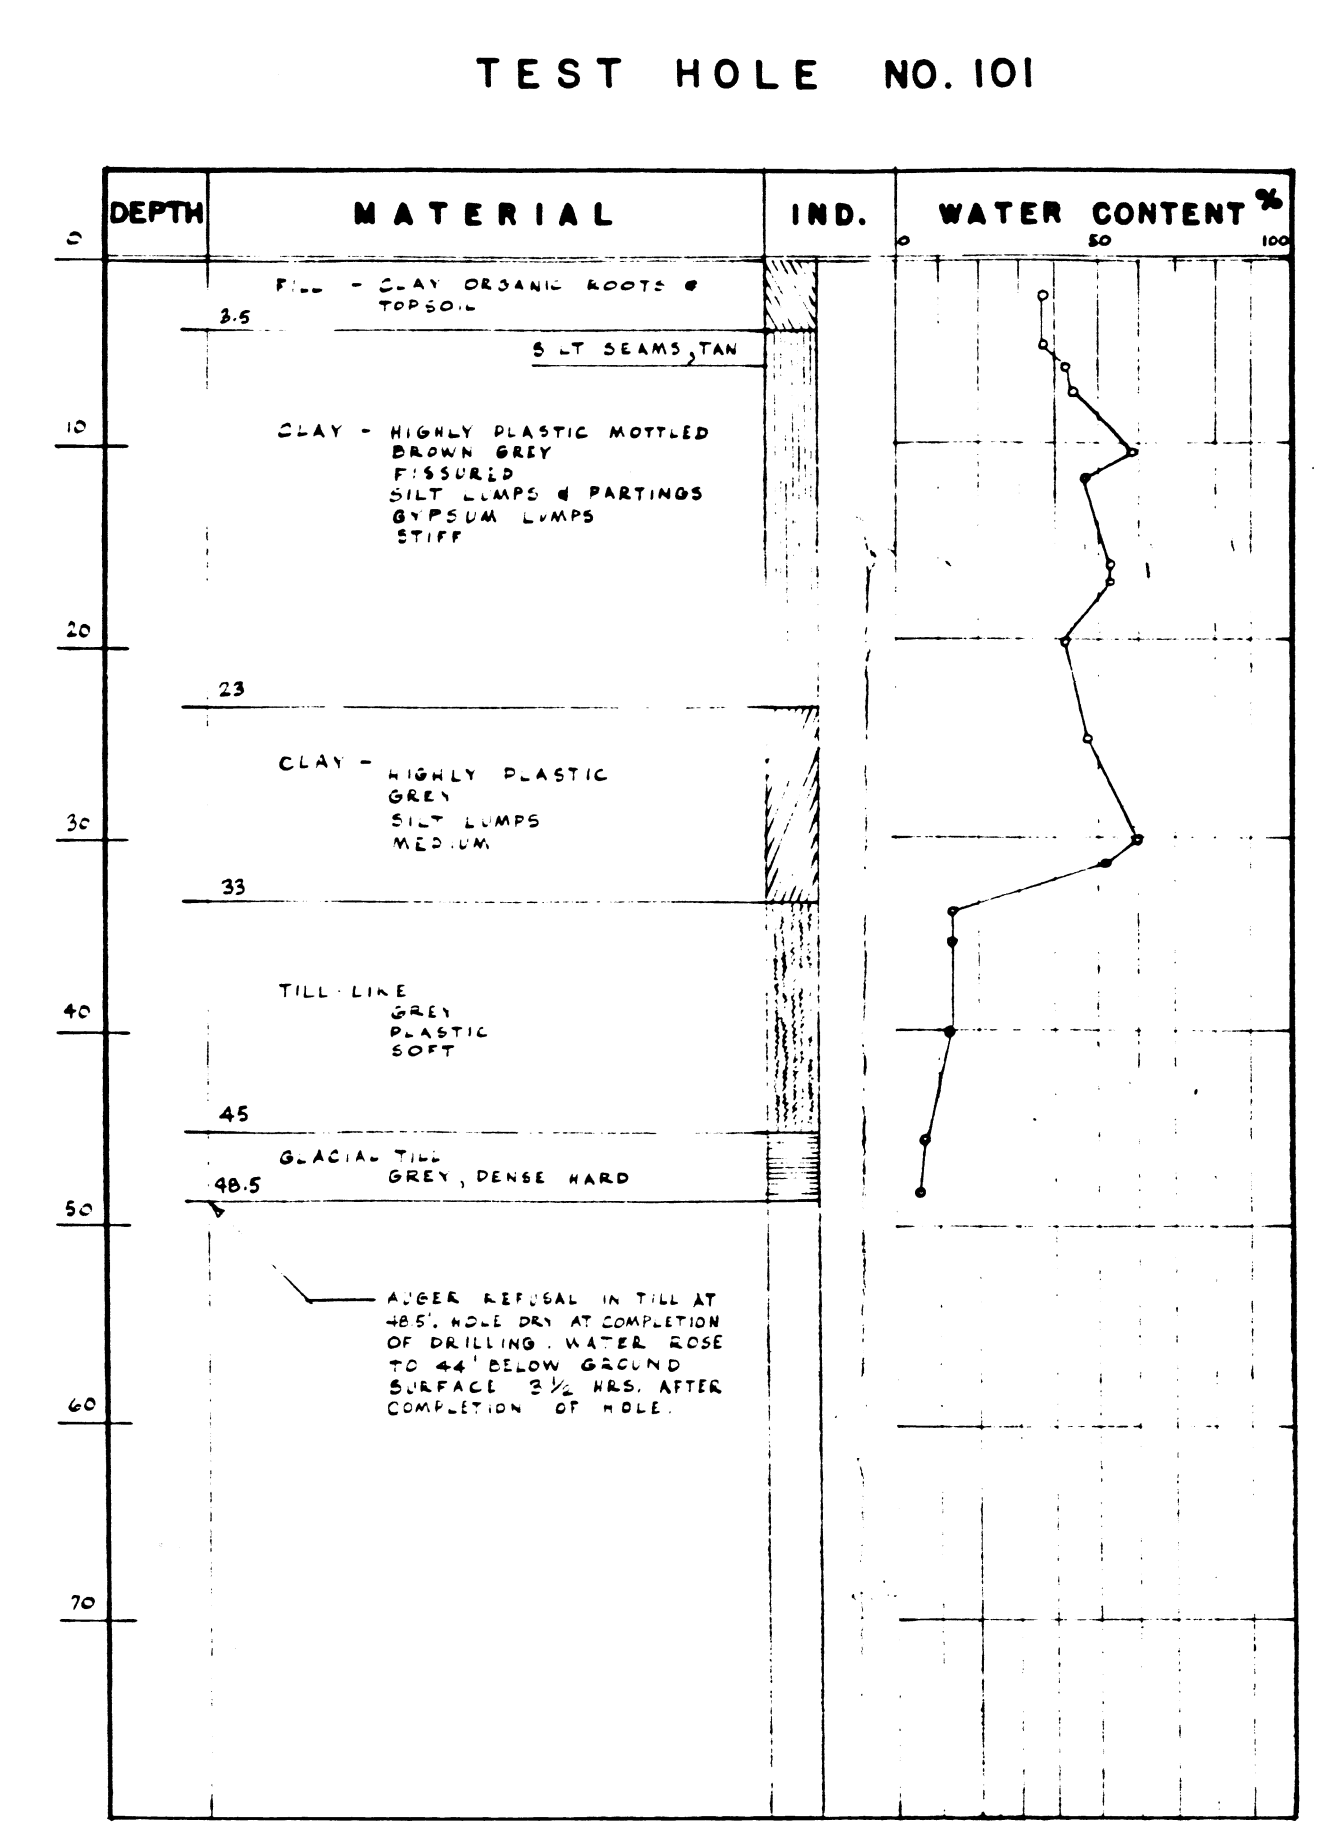 TEST HOLE NO. 101
DEPTH MATERIAL IND. WATER CONTENT %
0 0 50 100
FILL - CLAY ORGANIC ROOTS &
TOPSOIL
3.5
SILT SEAMS, TAN
10
CLAY - HIGHLY PLASTIC MOTTLED
BROWN GREY
FISSURED
SILT LUMPS & PARTINGS
GYPSUM LUMPS
STIFF
20
23
CLAY -
HIGHLY PLASTIC
GREY
SILT LUMPS
MEDIUM
30
33
TILL-LIKE
GREY
PLASTIC
SOFT
40
45
GLACIAL TILL
GREY, DENSE HARD
48.5
50
AUGER REFUSAL IN TILL AT
48.5'. HOLE DRY AT COMPLETION
OF DRILLING. WATER ROSE
TO 44' BELOW GROUND
SURFACE 3 1/2 HRS. AFTER
COMPLETION OF HOLE.
60
70